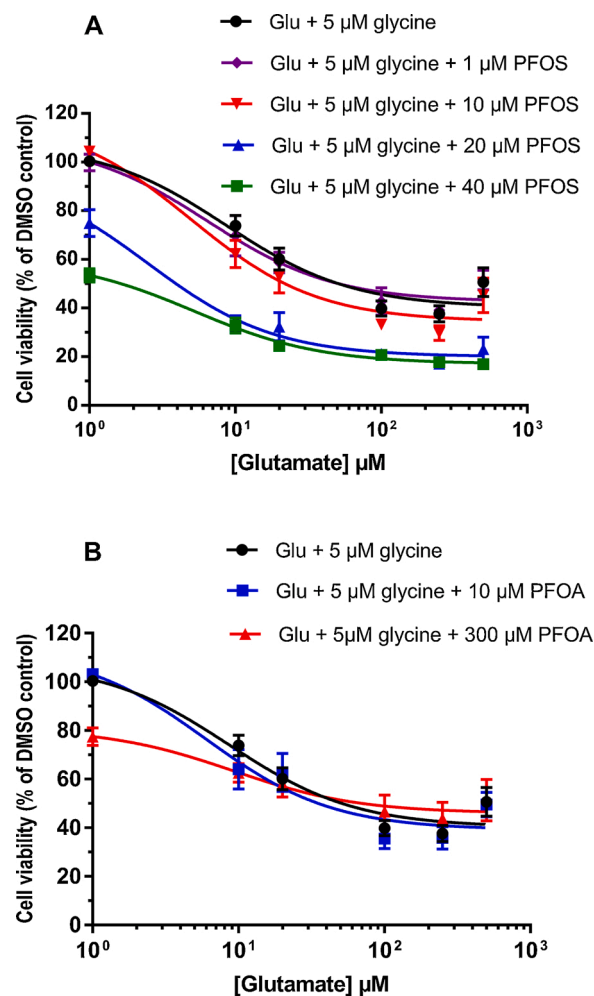 A
Glu + 5 µM glycine
Glu + 5 µM glycine + 1 µM PFOS
Glu + 5 µM glycine + 10 µM PFOS
Glu + 5 µM glycine + 20 µM PFOS
Glu + 5 µM glycine + 40 µM PFOS
Cell viability (% of DMSO control)
120
100
80
60
40
20
0
10⁰ 10¹ 10² 10³
[Glutamate] µM
B
Glu + 5 µM glycine
Glu + 5 µM glycine + 10 µM PFOA
Glu + 5µM glycine + 300 µM PFOA
Cell viability (% of DMSO control)
120
100
80
60
40
20
0
10⁰ 10¹ 10² 10³
[Glutamate] µM